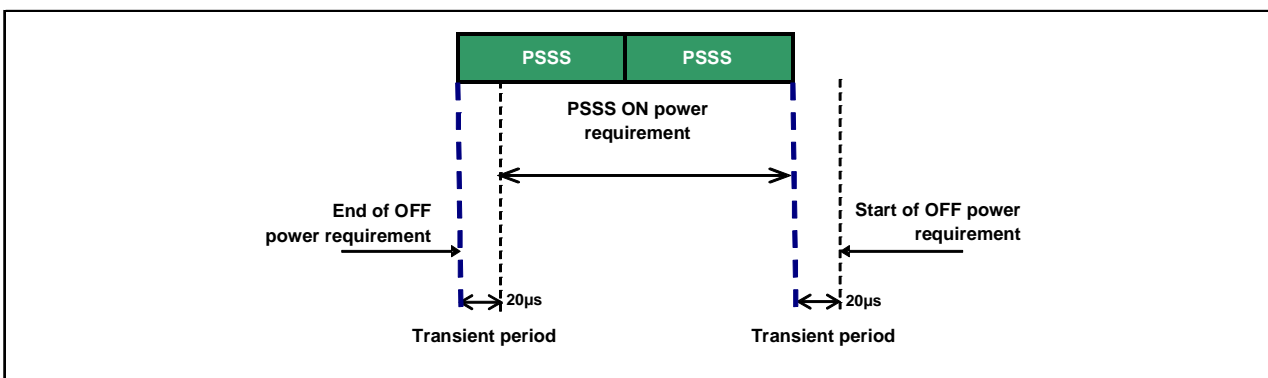 PSSS PSSS
PSSS ON power
requirement
End of OFF
power requirement
Start of OFF power
requirement
20µs
20µs
Transient period
Transient period